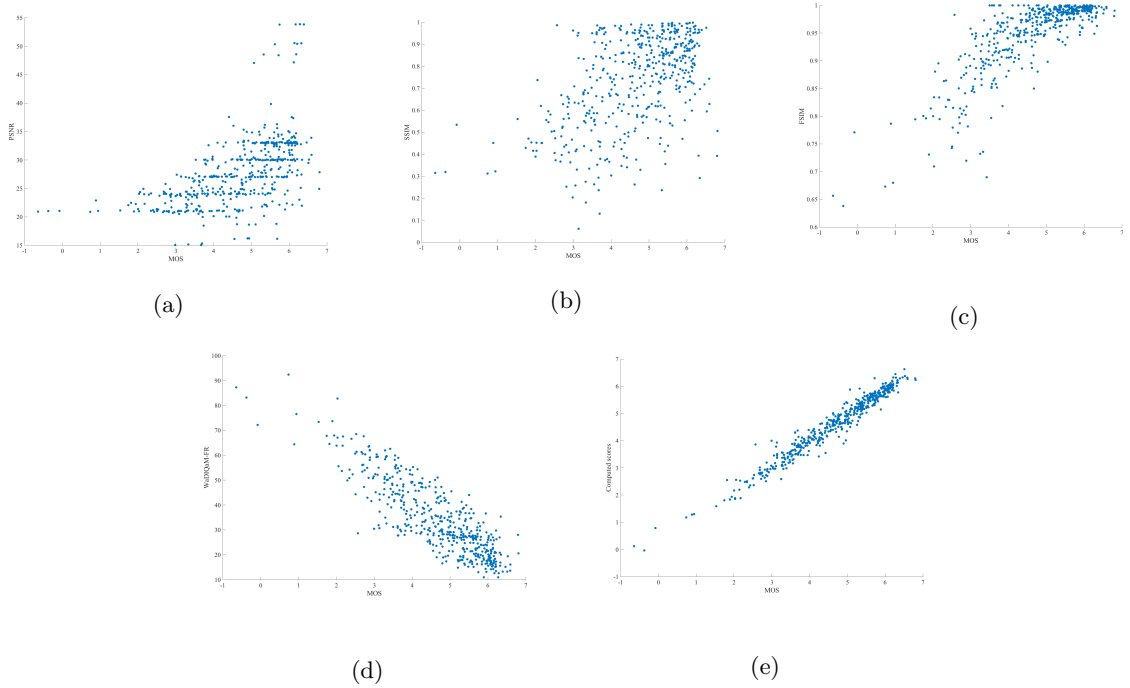 55
50
45
40
35
30
25
20
15
PSNR
-1 0 1 2 3 4 5 6 7
MOS
(a)
1
0.9
0.8
0.7
0.6
0.5
0.4
0.3
0.2
0.1
0
SSIM
-1 0 1 2 3 4 5 6 7
MOS
(b)
1
0.95
0.9
0.85
0.8
0.75
0.7
0.65
0.6
FSIM
-1 0 1 2 3 4 5 6 7
MOS
(c)
100
90
80
70
60
50
40
30
20
10
WaDIQaM-FR
-1 0 1 2 3 4 5 6 7
MOS
(d)
7
6
5
4
3
2
1
0
-1
Computed scores
-1 0 1 2 3 4 5 6 7
MOS
(e)